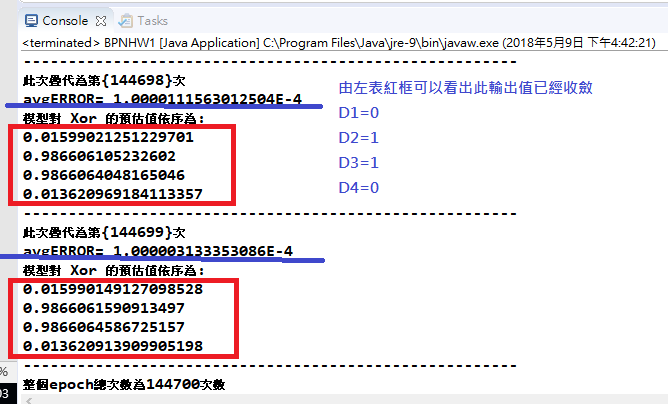 Console Tasks
<terminated> BPNHW1 [Java Application] C:\Program Files\Java\jre-9\bin\javaw.exe (2018年5月9日 下午4:42:21)
------------------------------------------------------
此次疊代為第{144698}次
avgERROR= 1.0000111563012504E-4
模型對 Xor 的預估值依序為:
0.01599021251229701
0.986606105232602
0.9866064048165046
0.013620969184113357
由左表紅框可以看出此輸出值已經收斂
D1=0
D2=1
D3=1
D4=0
------------------------------------------------------
此次疊代為第{144699}次
avgERROR= 1.000003133353086E-4
模型對 Xor 的預估值依序為:
0.015990149127098528
0.9866061590913497
0.9866064586725157
0.013620913909905198
------------------------------------------------------
整個epoch總次數為144700次數
%
03